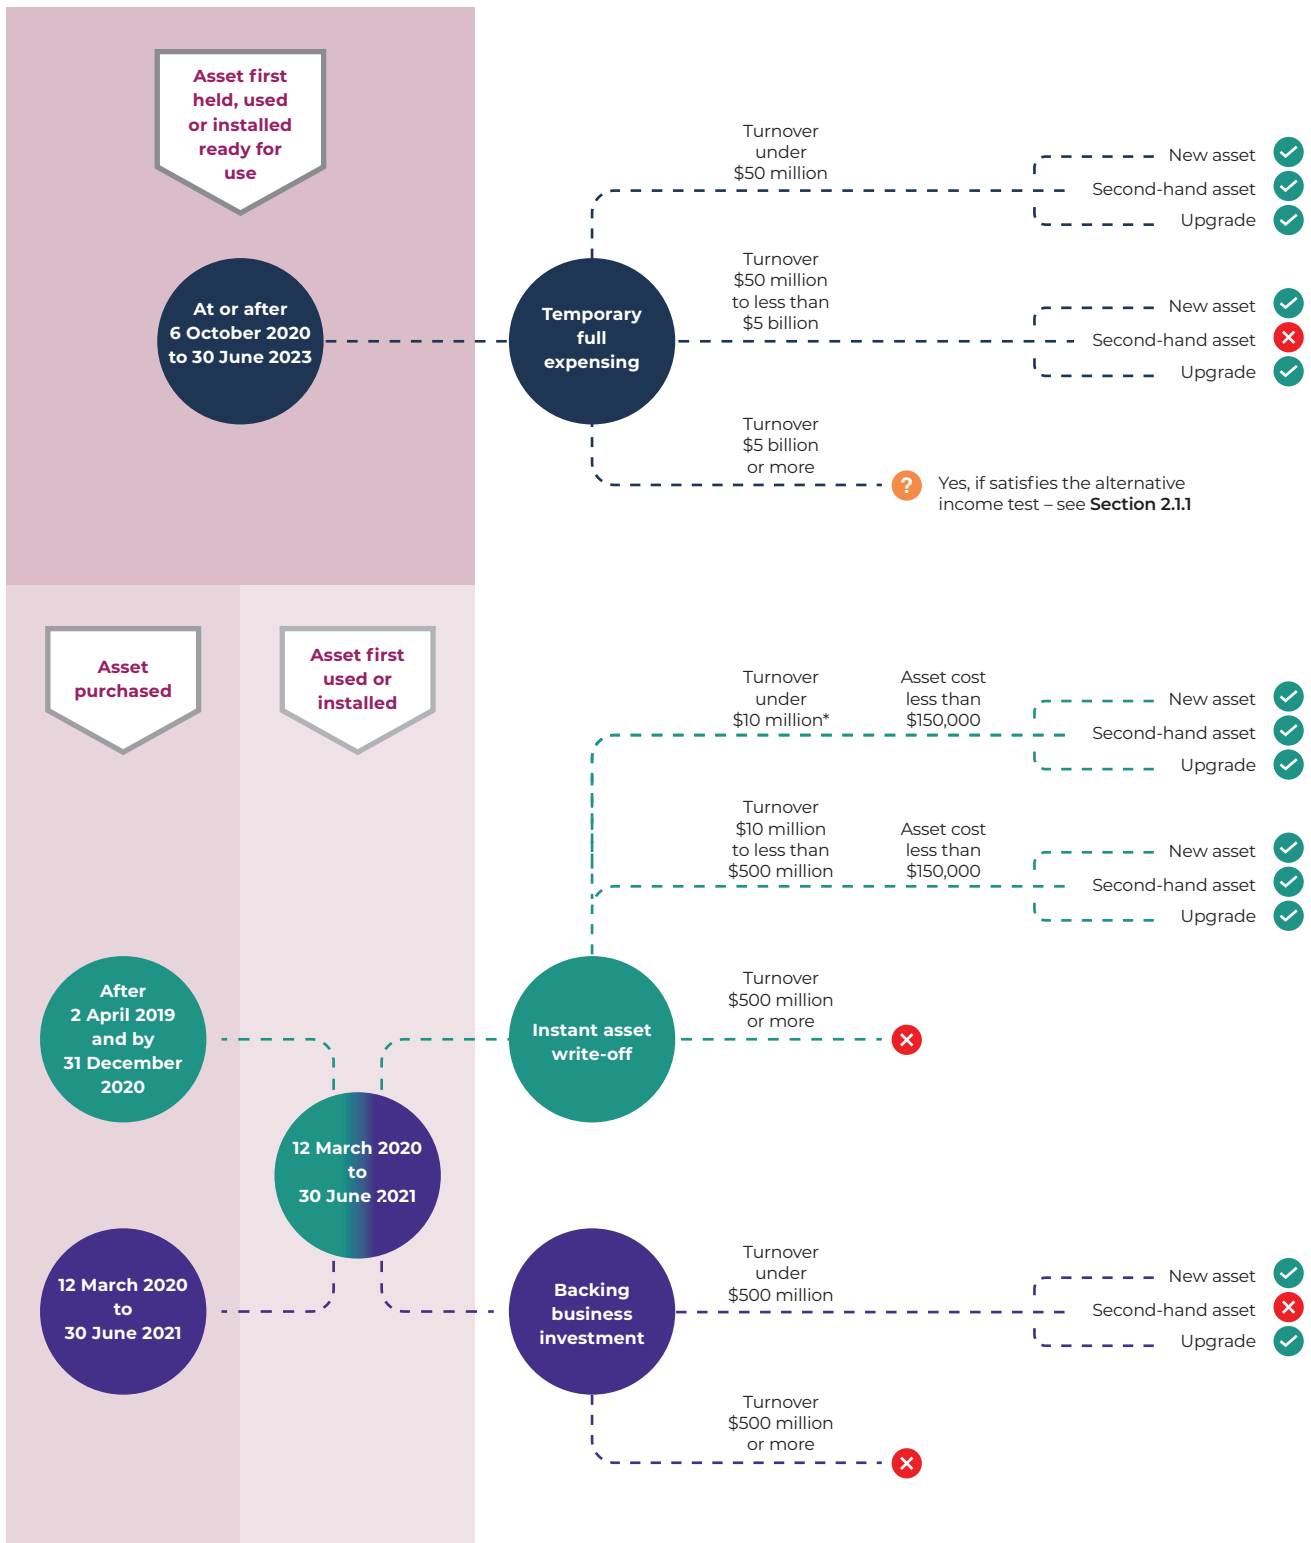 Asset first
held, used
or installed
ready for
use
At or after
6 October 2020
to 30 June 2023
Temporary
full
expensing
Turnover
under
$50 million
New asset
Second-hand asset
Upgrade
Turnover
$50 million
to less than
$5 billion
New asset
Second-hand asset
Upgrade
Turnover
$5 billion
or more
?
Yes, if satisfies the alternative
income test – see Section 2.1.1
Asset
purchased
Asset first
used or
installed
Turnover
under
$10 million*
Asset cost
less than
$150,000
New asset
Second-hand asset
Upgrade
Turnover
$10 million
to less than
$500 million
Asset cost
less than
$150,000
New asset
Second-hand asset
Upgrade
After
2 April 2019
and by
31 December
2020
Instant asset
write-off
Turnover
$500 million
or more
12 March 2020
to
30 June 2021
12 March 2020
to
30 June 2021
Backing
business
investment
Turnover
under
$500 million
New asset
Second-hand asset
Upgrade
Turnover
$500 million
or more